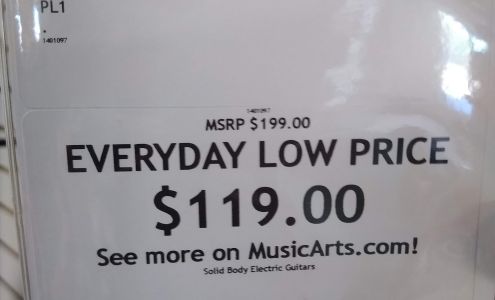 PL1
.
1401097
1401097
MSRP $199.00
EVERYDAY LOW PRICE
$119.00
See more on MusicArts.com!
Solid Body Electric Guitars